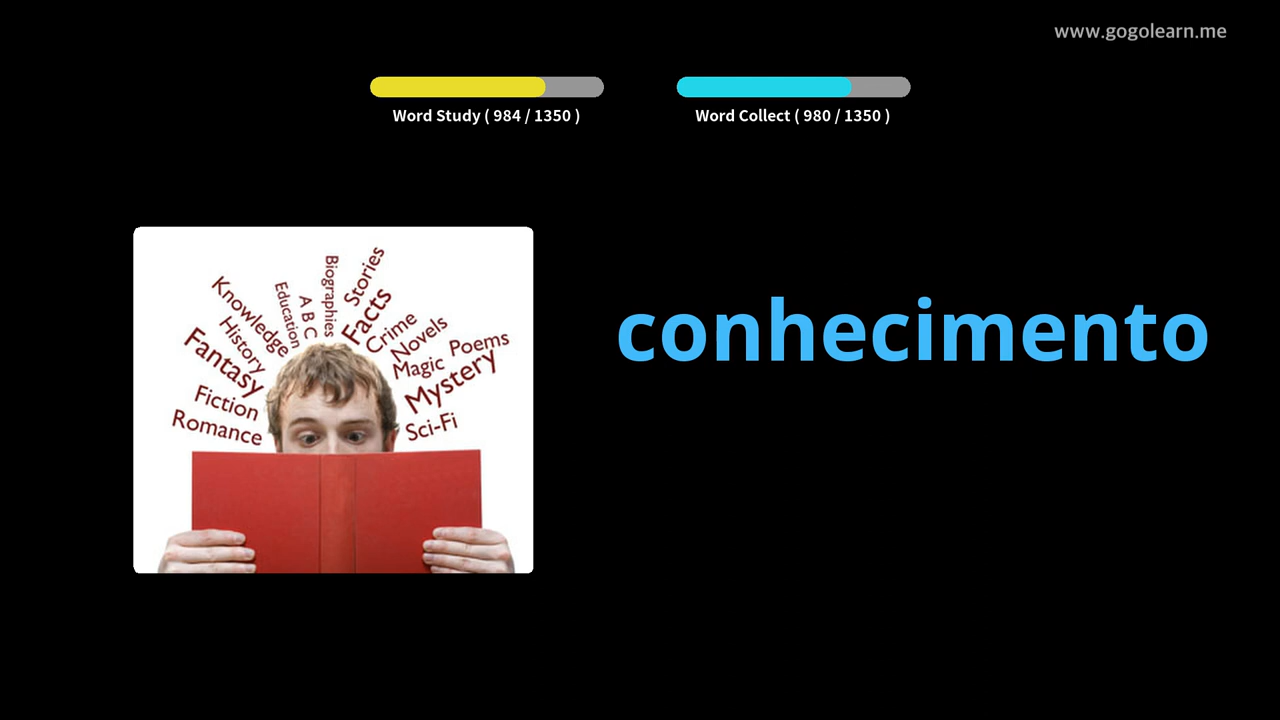 www.gogolearn.me
Word Study ( 984 / 1350 )
Word Collect ( 980 / 1350 )
conhecimento
Knowledge
Education
A B C
Biographies
Stories
Facts
Crime
Novels
Poems
Magic
Mystery
Sci-Fi
History
Fantasy
Fiction
Romance